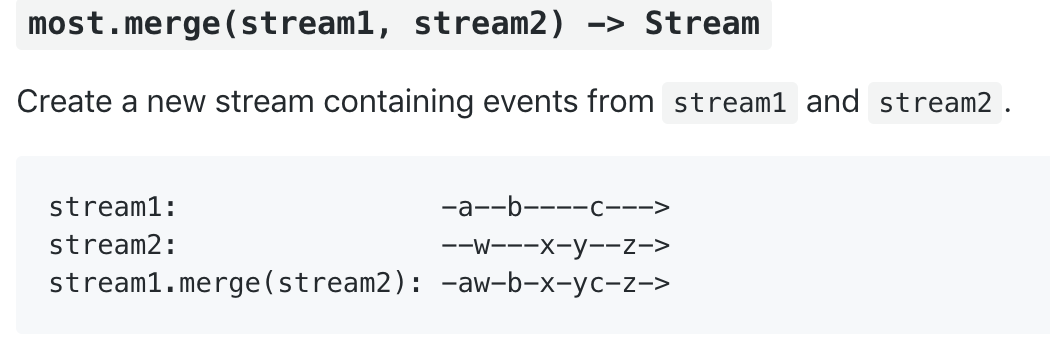 most.merge(stream1, stream2) -> Stream
Create a new stream containing events from stream1 and stream2.
stream1:                -a--b----c--->
stream2:                --w---x-y--z->
stream1.merge(stream2): -aw-b-x-yc-z->